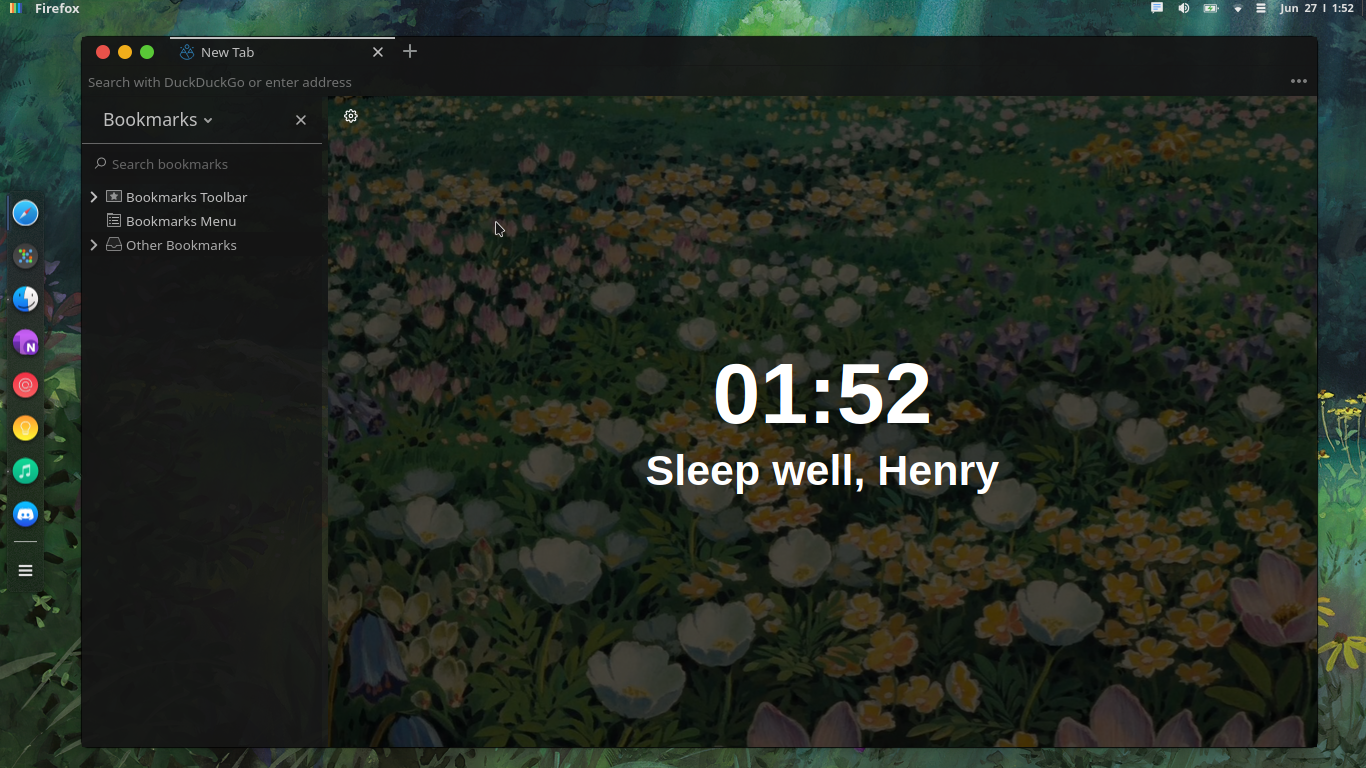 Firefox
Jun 27 l 1:52
New Tab
Search with DuckDuckGo or enter address
Bookmarks
Search bookmarks
Bookmarks Toolbar
Bookmarks Menu
Other Bookmarks
N
01:52
Sleep well, Henry